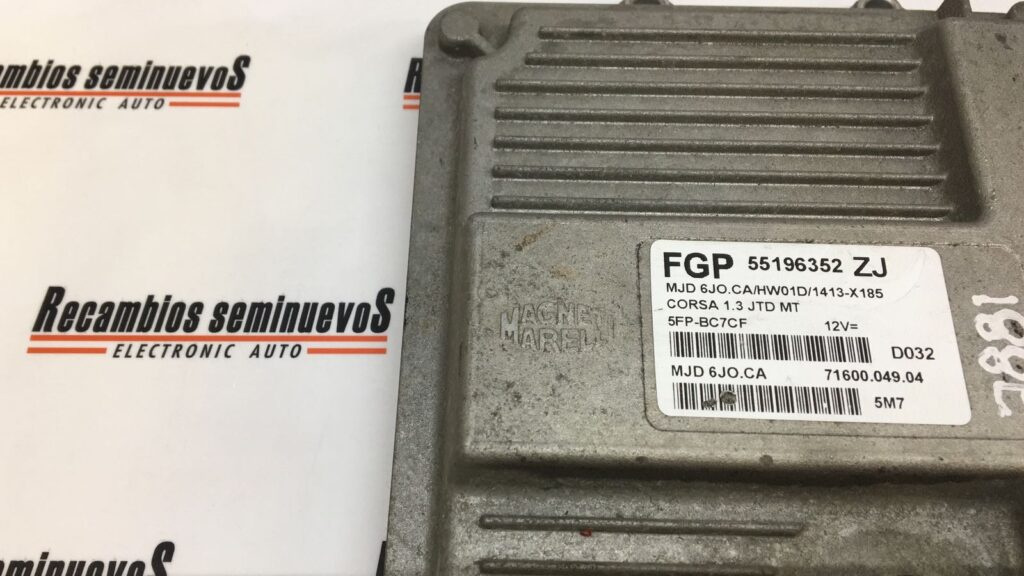 Recambios seminuevoS
ELECTRONIC AUTO
Recambios seminuevoS
ELECTRONIC AUTO
seminuevoS
FGP 55196352 ZJ
MJD 6JO.CA/HW01D/1413-X185
CORSA 1.3 JTD MT
5FP-BC7CF 12V=
D032
MJD 6JO.CA 71600.049.04
5M7
MAGNETI
MARELLI